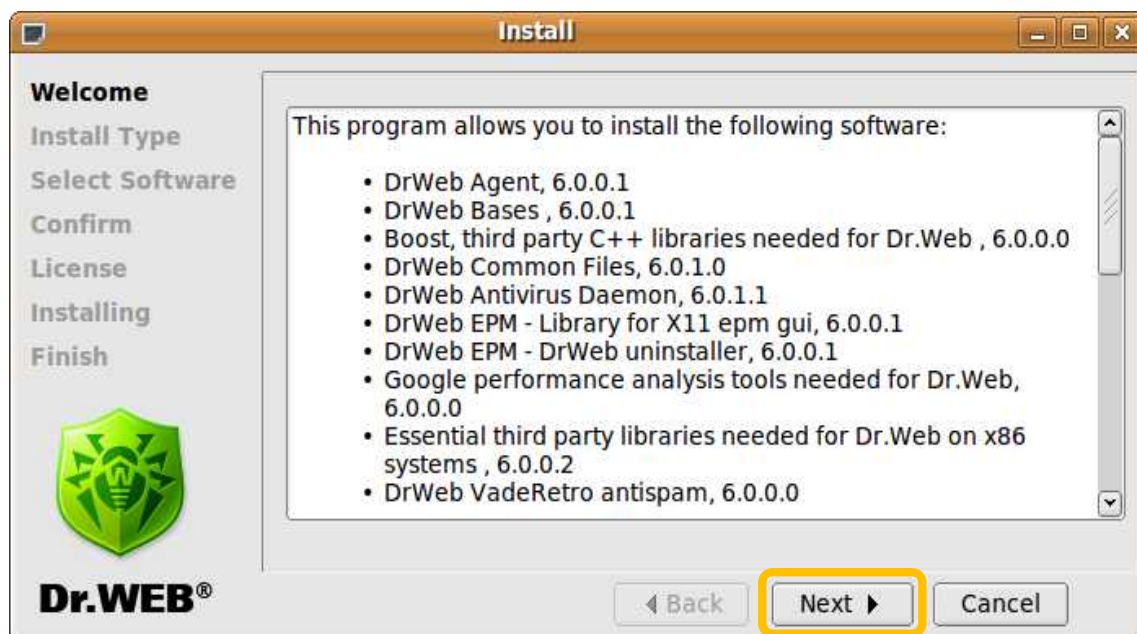 Install
Welcome
Install Type
Select Software
Confirm
License
Installing
Finish
This program allows you to install the following software:
• DrWeb Agent, 6.0.0.1
• DrWeb Bases , 6.0.0.1
• Boost, third party C++ libraries needed for Dr.Web , 6.0.0.0
• DrWeb Common Files, 6.0.1.0
• DrWeb Antivirus Daemon, 6.0.1.1
• DrWeb EPM - Library for X11 epm gui, 6.0.0.1
• DrWeb EPM - DrWeb uninstaller, 6.0.0.1
• Google performance analysis tools needed for Dr.Web,
6.0.0.0
• Essential third party libraries needed for Dr.Web on x86
systems , 6.0.0.2
• DrWeb VadeRetro antispam, 6.0.0.0
Dr.WEB®
Back
Next
Cancel